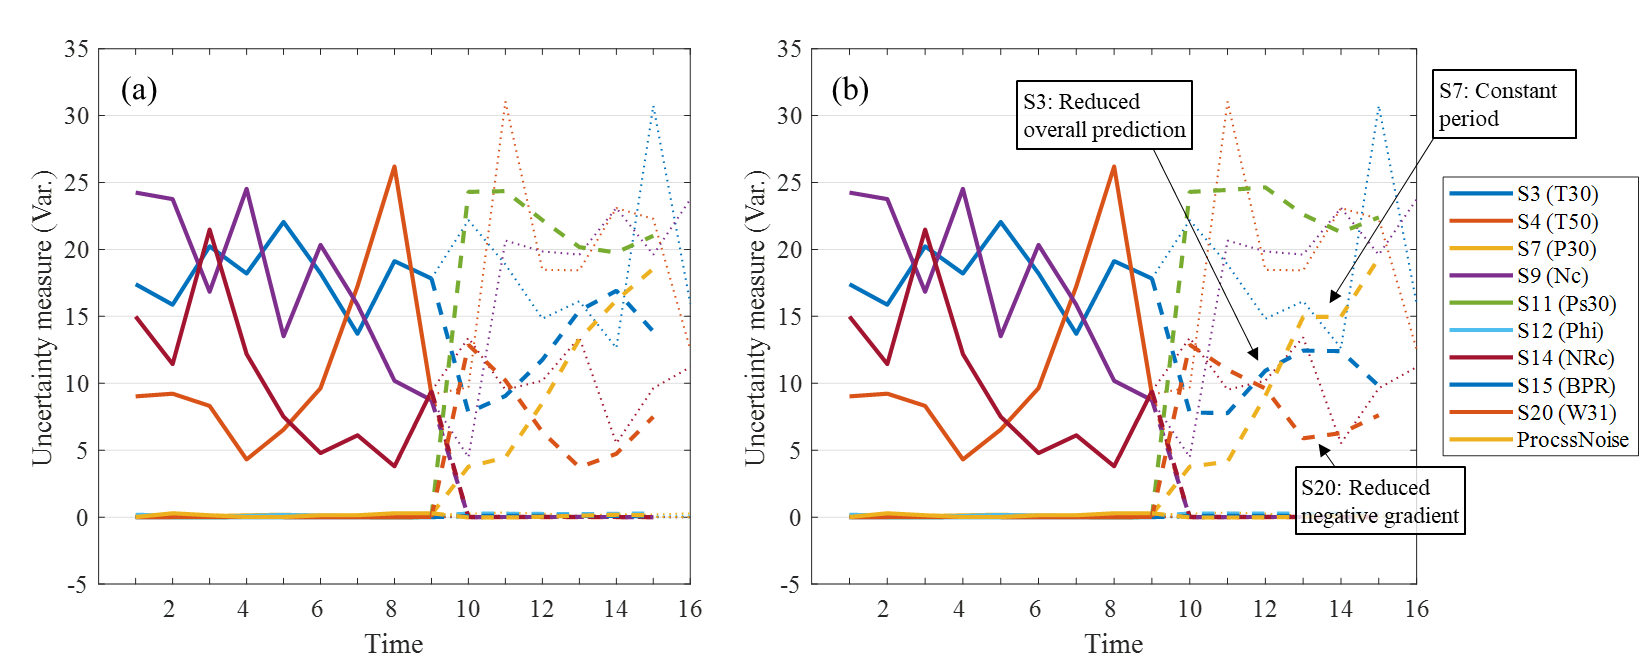 (a)
35
30
25
20
15
10
5
0
-5
2
4
6
8
10
12
14
16
Uncertainty measure (Var.)
Time
(b)
35
30
25
20
15
10
5
0
-5
2
4
6
8
10
12
14
16
Uncertainty measure (Var.)
Time
S3: Reduced
overall prediction
S7: Constant
period
S20: Reduced
negative gradient
S3 (T30)
S4 (T50)
S7 (P30)
S9 (Nc)
S11 (Ps30)
S12 (Phi)
S14 (NRc)
S15 (BPR)
S20 (W31)
ProcssNoise